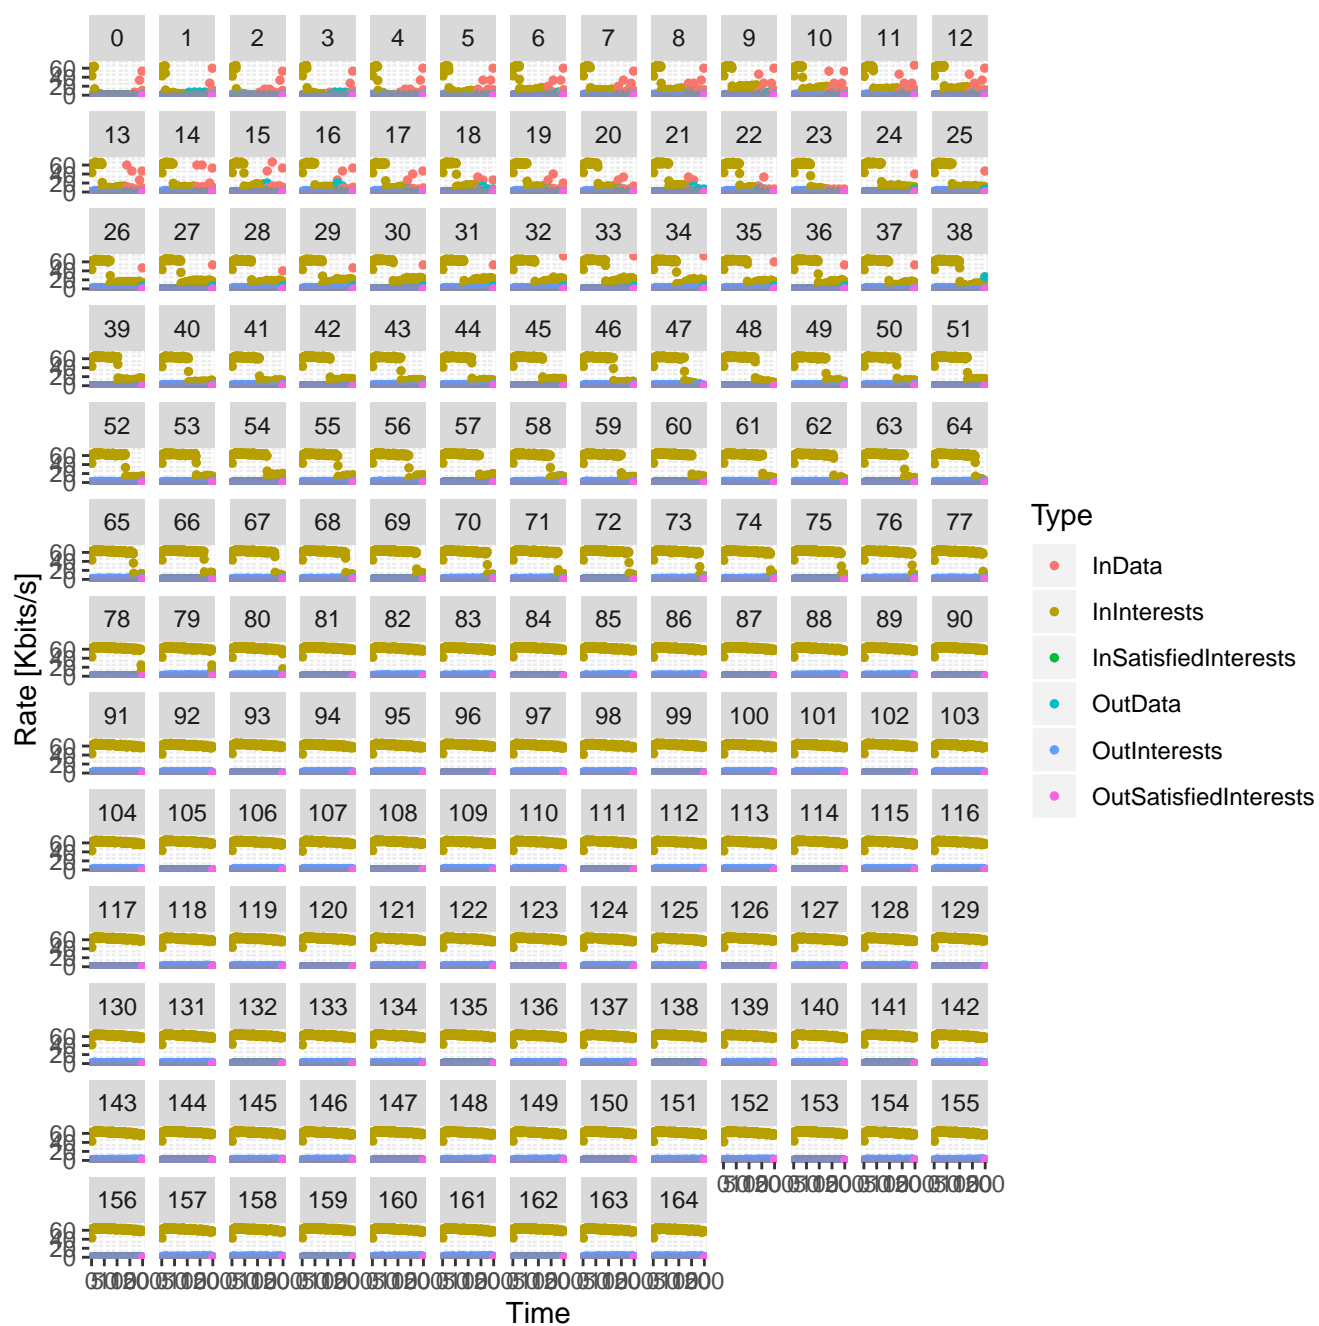 0 1 2 3 4 5 6 7 8 9 10 11 12
13 14 15 16 17 18 19 20 21 22 23 24 25
26 27 28 29 30 31 32 33 34 35 36 37 38
39 40 41 42 43 44 45 46 47 48 49 50 51
52 53 54 55 56 57 58 59 60 61 62 63 64
65 66 67 68 69 70 71 72 73 74 75 76 77
78 79 80 81 82 83 84 85 86 87 88 89 90
91 92 93 94 95 96 97 98 99 100 101 102 103
104 105 106 107 108 109 110 111 112 113 114 115 116
117 118 119 120 121 122 123 124 125 126 127 128 129
130 131 132 133 134 135 136 137 138 139 140 141 142
143 144 145 146 147 148 149 150 151 152 153 154 155
156 157 158 159 160 161 162 163 164
Rate [Kbits/s]
Time
Type
InData
InInterests
InSatisfiedInterests
OutData
OutInterests
OutSatisfiedInterests